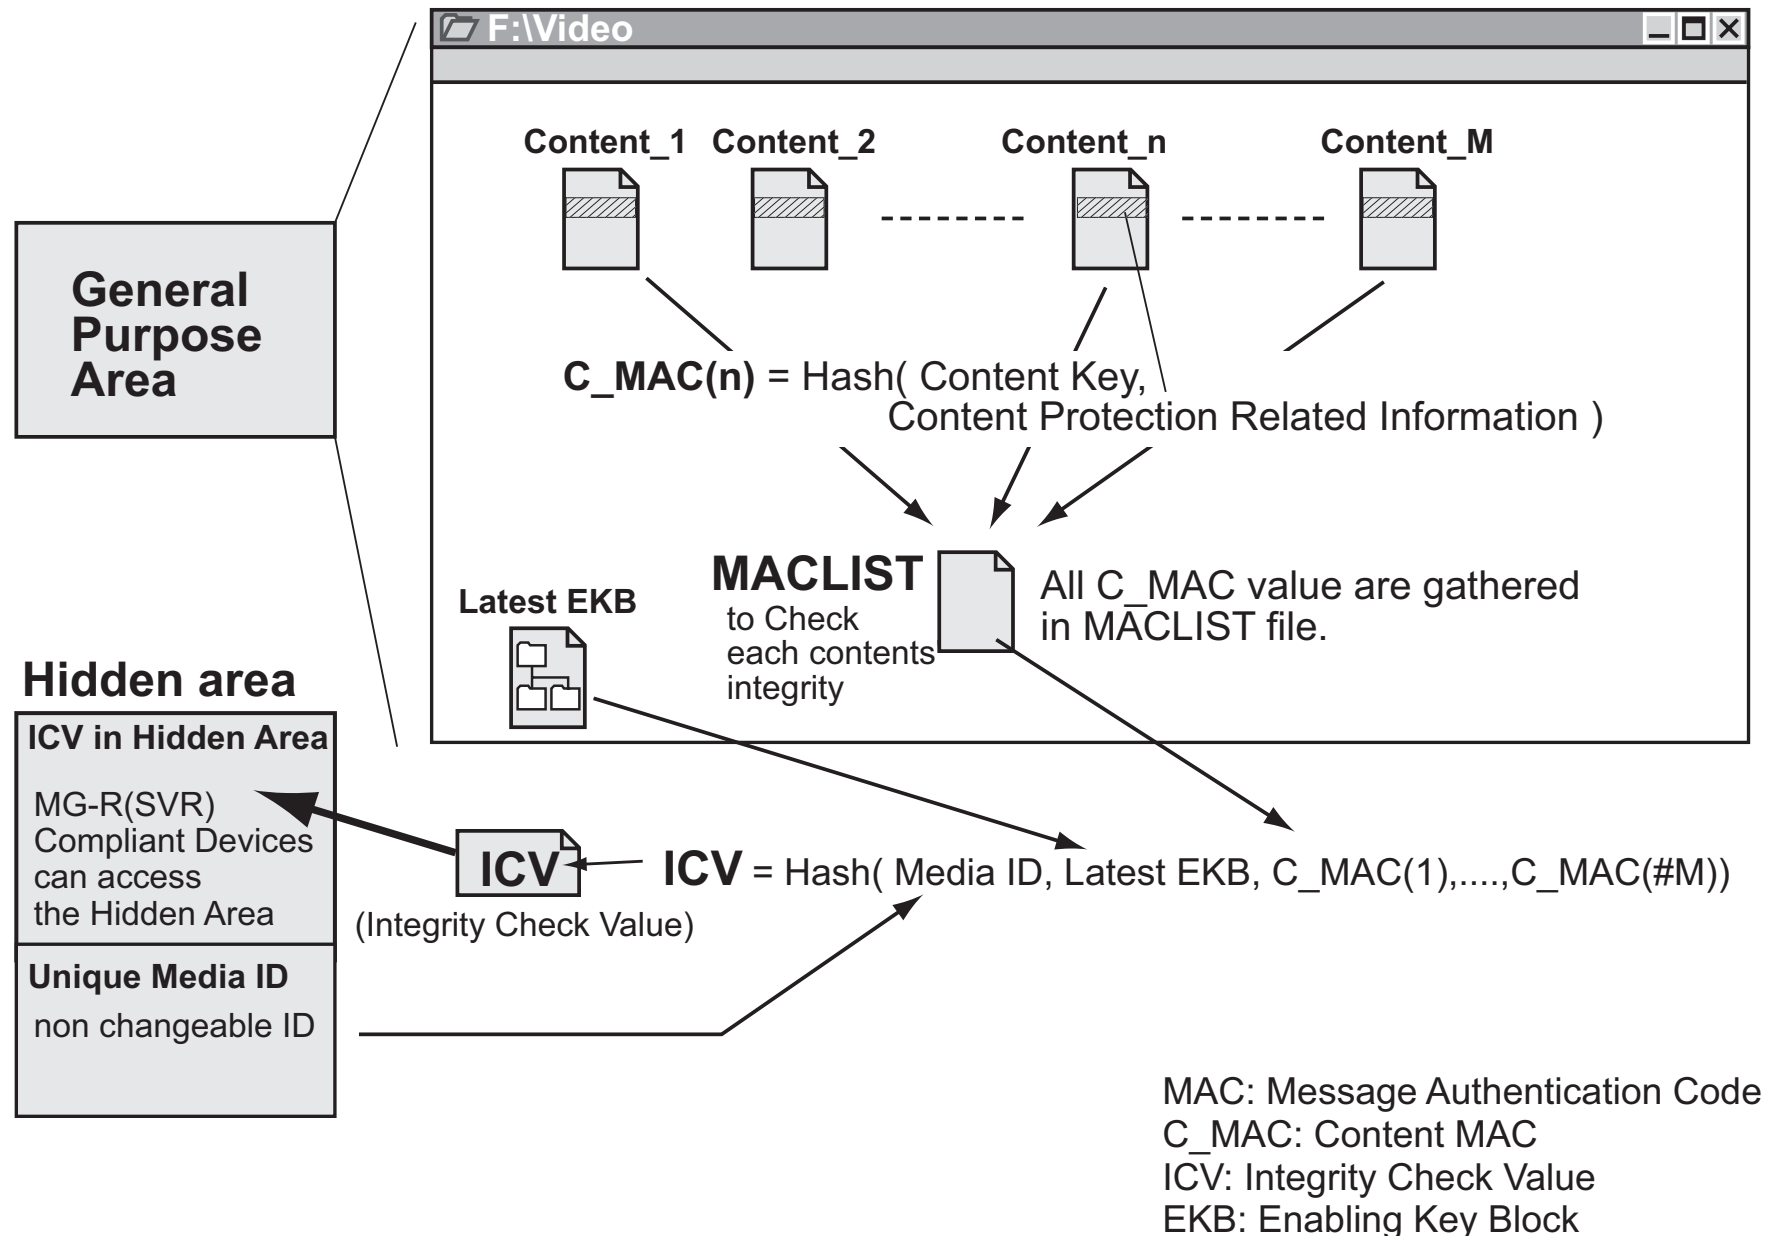 F:\Video
Content_1 Content_2 Content_n Content_M
General
Purpose
Area
C_MAC(n) = Hash( Content Key,
Content Protection Related Information )
MACLIST
to Check
each contents
integrity
All C_MAC value are gathered
in MACLIST file.
Latest EKB
Hidden area
ICV in Hidden Area
MG-R(SVR)
Compliant Devices
can access
the Hidden Area
ICV
(Integrity Check Value)
ICV = Hash( Media ID, Latest EKB, C_MAC(1),....,C_MAC(#M))
Unique Media ID
non changeable ID
MAC: Message Authentication Code
C_MAC: Content MAC
ICV: Integrity Check Value
EKB: Enabling Key Block